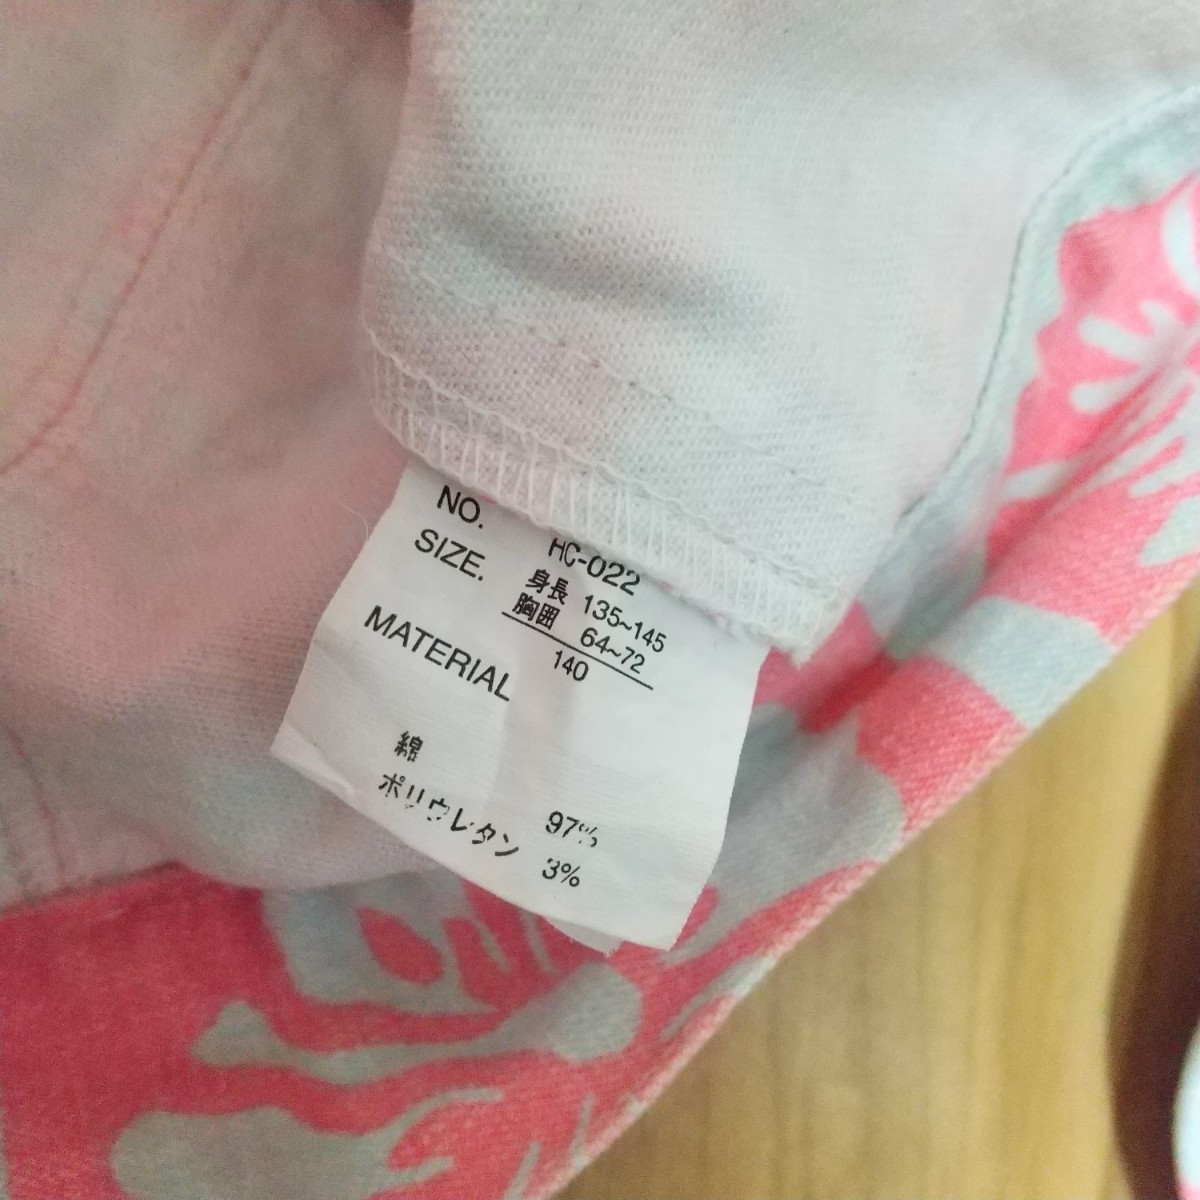 NO. HC-022
SIZE. 身長 135~145
胸囲 64~72
140
MATERIAL
綿 97%
ポリウレタン 3%